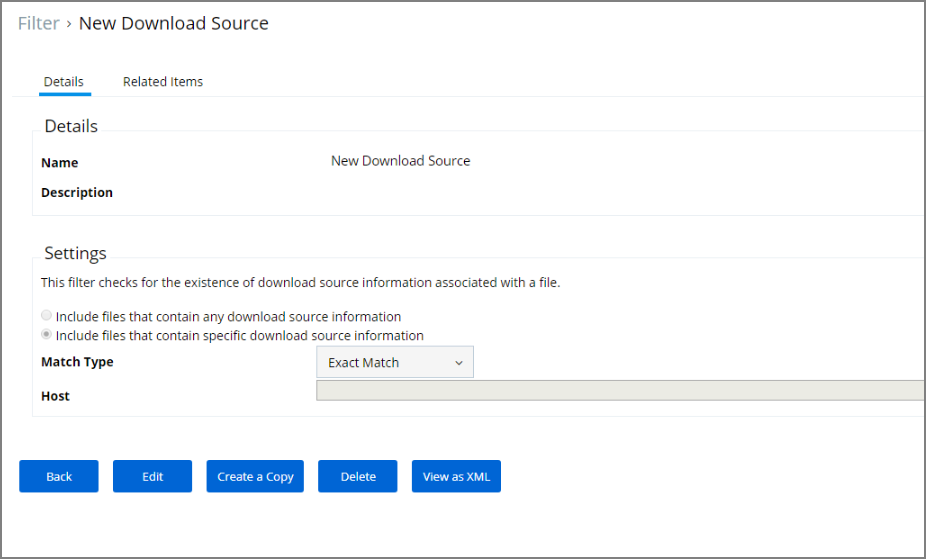 Filter › New Download Source
Details Related Items
Details
Name New Download Source
Description
Settings
This filter checks for the existence of download source information associated with a file.
Include files that contain any download source information
Include files that contain specific download source information
Match Type Exact Match
Host
Back Edit Create a Copy Delete View as XML